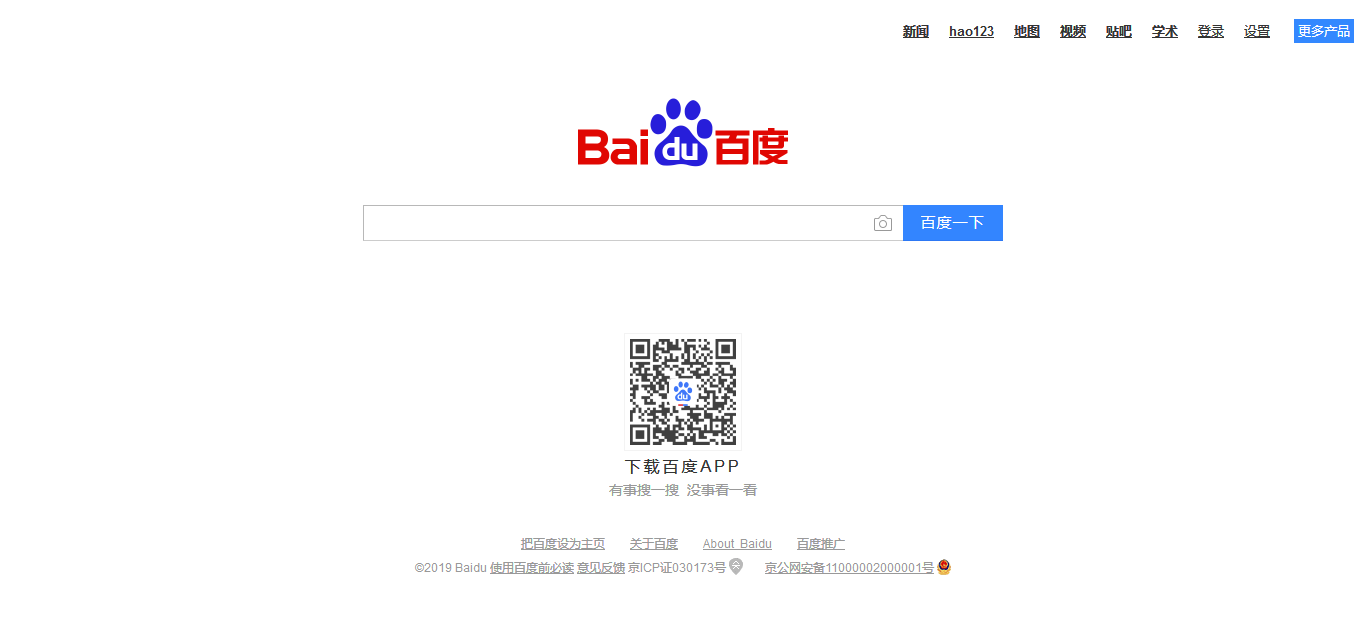 新闻 hao123 地图 视频 贴吧 学术 登录 设置 更多产品
Bai du 百度
百度一下
du
下载百度APP
有事搜一搜 没事看一看
把百度设为主页 关于百度 About Baidu 百度推广
©2019 Baidu 使用百度前必读 意见反馈 京ICP证030173号 京公网安备11000002000001号